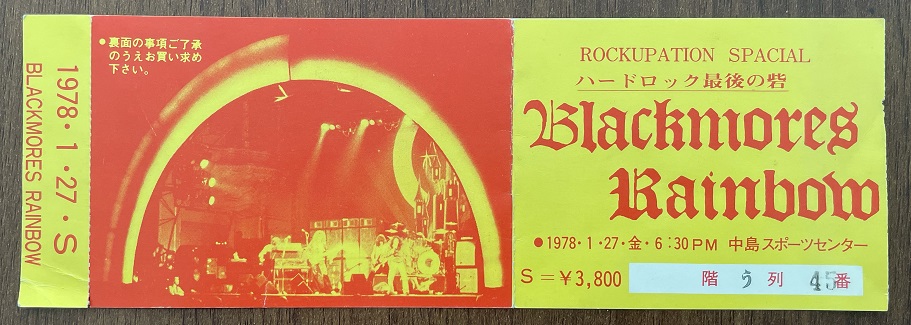 1978・1・27・S
BLACKMORES RAINBOW
●裏面の事項ご了承
のうえお買い求め
下さい。
ROCKUPATION SPACIAL
ハードロック最後の砦
Blackmores
Rainbow
●1978・1・27・金・6:30PM 中島スポーツセンター
S=¥3,800 階 う 列 45番